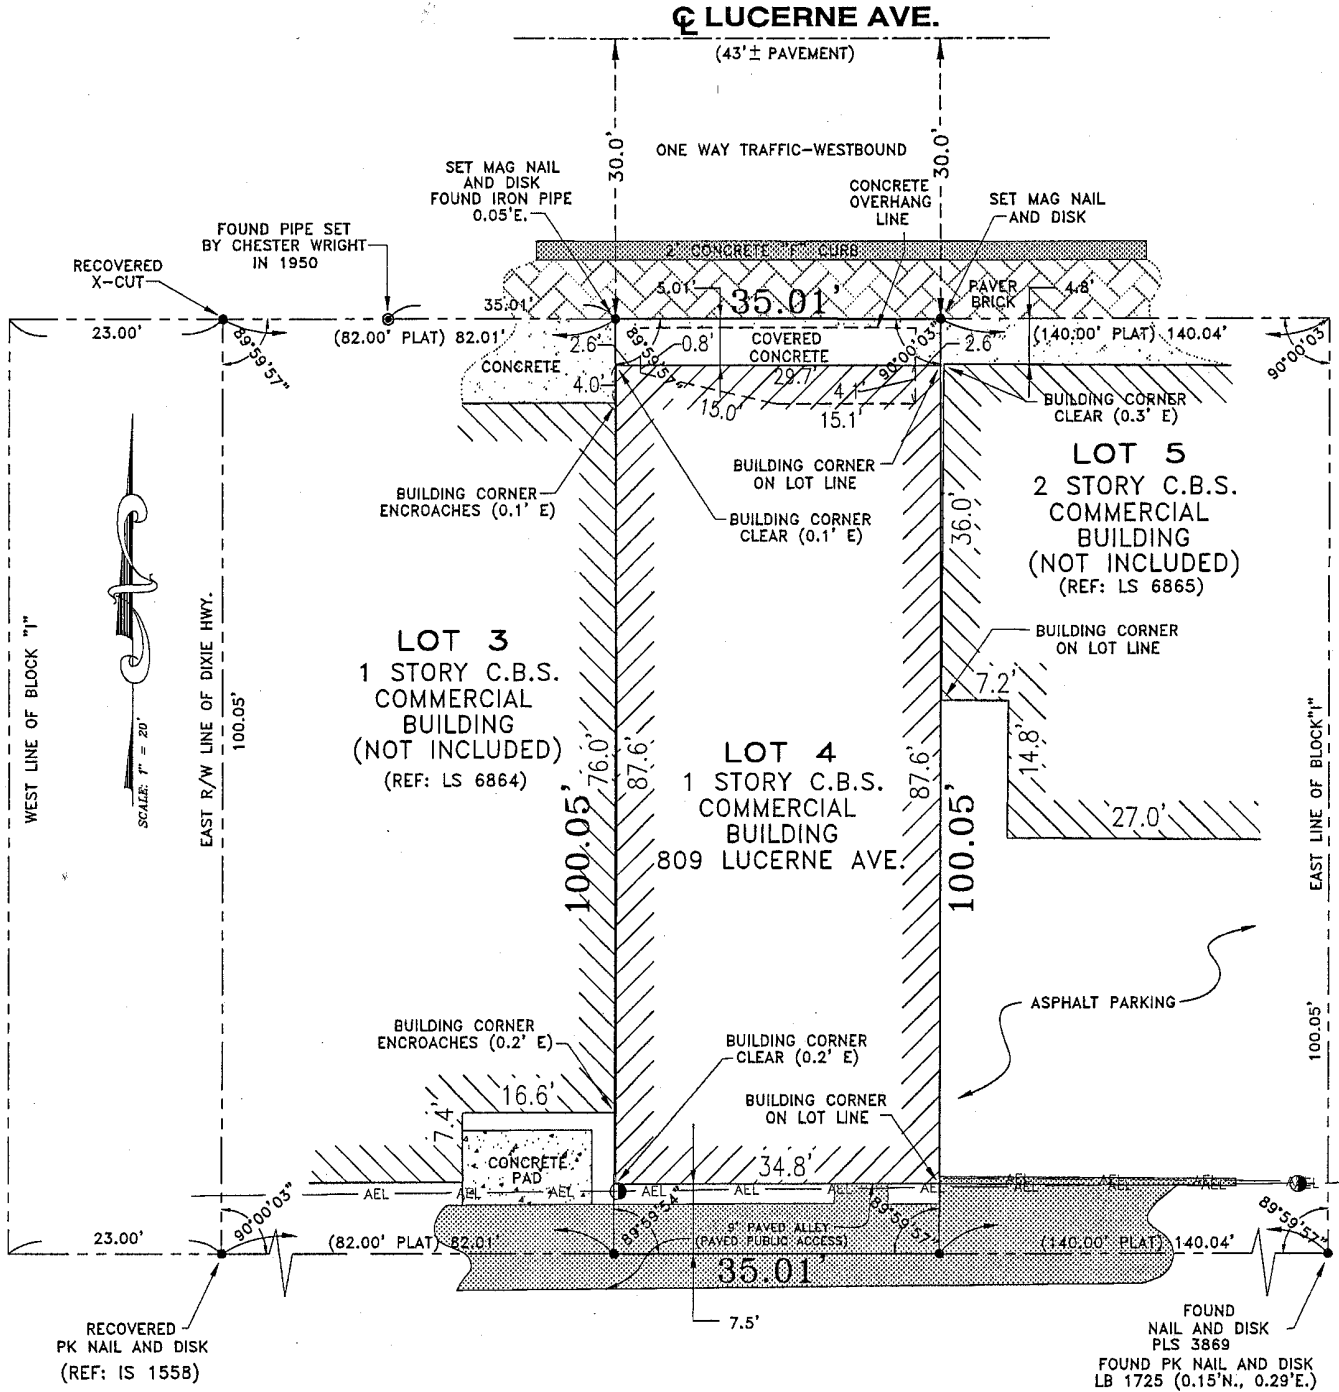 ℄ LUCERNE AVE.
(43'± PAVEMENT)
30.0'
30.0'
ONE WAY TRAFFIC-WESTBOUND
SET MAG NAIL
AND DISK
FOUND IRON PIPE
0.05'E.
CONCRETE
OVERHANG
LINE
SET MAG NAIL
AND DISK
FOUND PIPE SET
BY CHESTER WRIGHT
IN 1950
RECOVERED
X-CUT
2' CONCRETE "F" CURB
PAVER
BRICK
5.01'
35.01'
4.8'
35.01'
23.00'
(82.00' PLAT) 82.01'
(140.00' PLAT) 140.04'
89°59'57"
89°59'57"
90°00'03"
90°00'03"
2.6'
0.8'
COVERED
CONCRETE
2.6'
CONCRETE
4.0'
29.7'
4.1'
15.0'
15.1'
BUILDING CORNER
CLEAR (0.3' E)
BUILDING CORNER
ON LOT LINE
BUILDING CORNER
ENCROACHES (0.1' E)
BUILDING CORNER
CLEAR (0.1' E)
LOT 5
2 STORY C.B.S.
COMMERCIAL
BUILDING
(NOT INCLUDED)
(REF: LS 6865)
36.0'
BUILDING CORNER
ON LOT LINE
7.2'
14.8'
27.0'
WEST LINE OF BLOCK "I"
SCALE: 1" = 20'
EAST R/W LINE OF DIXIE HWY.
100.05'
LOT 3
1 STORY C.B.S.
COMMERCIAL
BUILDING
(NOT INCLUDED)
(REF: LS 6864)
76.0'
87.6'
100.05'
LOT 4
1 STORY C.B.S.
COMMERCIAL
BUILDING
809 LUCERNE AVE.
87.6'
100.05'
EAST LINE OF BLOCK "I"
100.05'
ASPHALT PARKING
BUILDING CORNER
ENCROACHES (0.2' E)
BUILDING CORNER
CLEAR (0.2' E)
BUILDING CORNER
ON LOT LINE
16.6'
7.4'
CONCRETE
PAD
34.8'
AEL AEL AEL AEL AEL AEL AEL AEL AEL AEL
90°00'03"
89°59'54"
89°59'57"
89°59'57"
9' PAVED ALLEY
(PAVED PUBLIC ACCESS)
23.00'
(82.00' PLAT) 82.01'
(140.00' PLAT) 140.04'
35.01'
7.5'
RECOVERED
PK NAIL AND DISK
(REF: IS 1558)
FOUND
NAIL AND DISK
PLS 3869
FOUND PK NAIL AND DISK
LB 1725 (0.15'N., 0.29'E.)